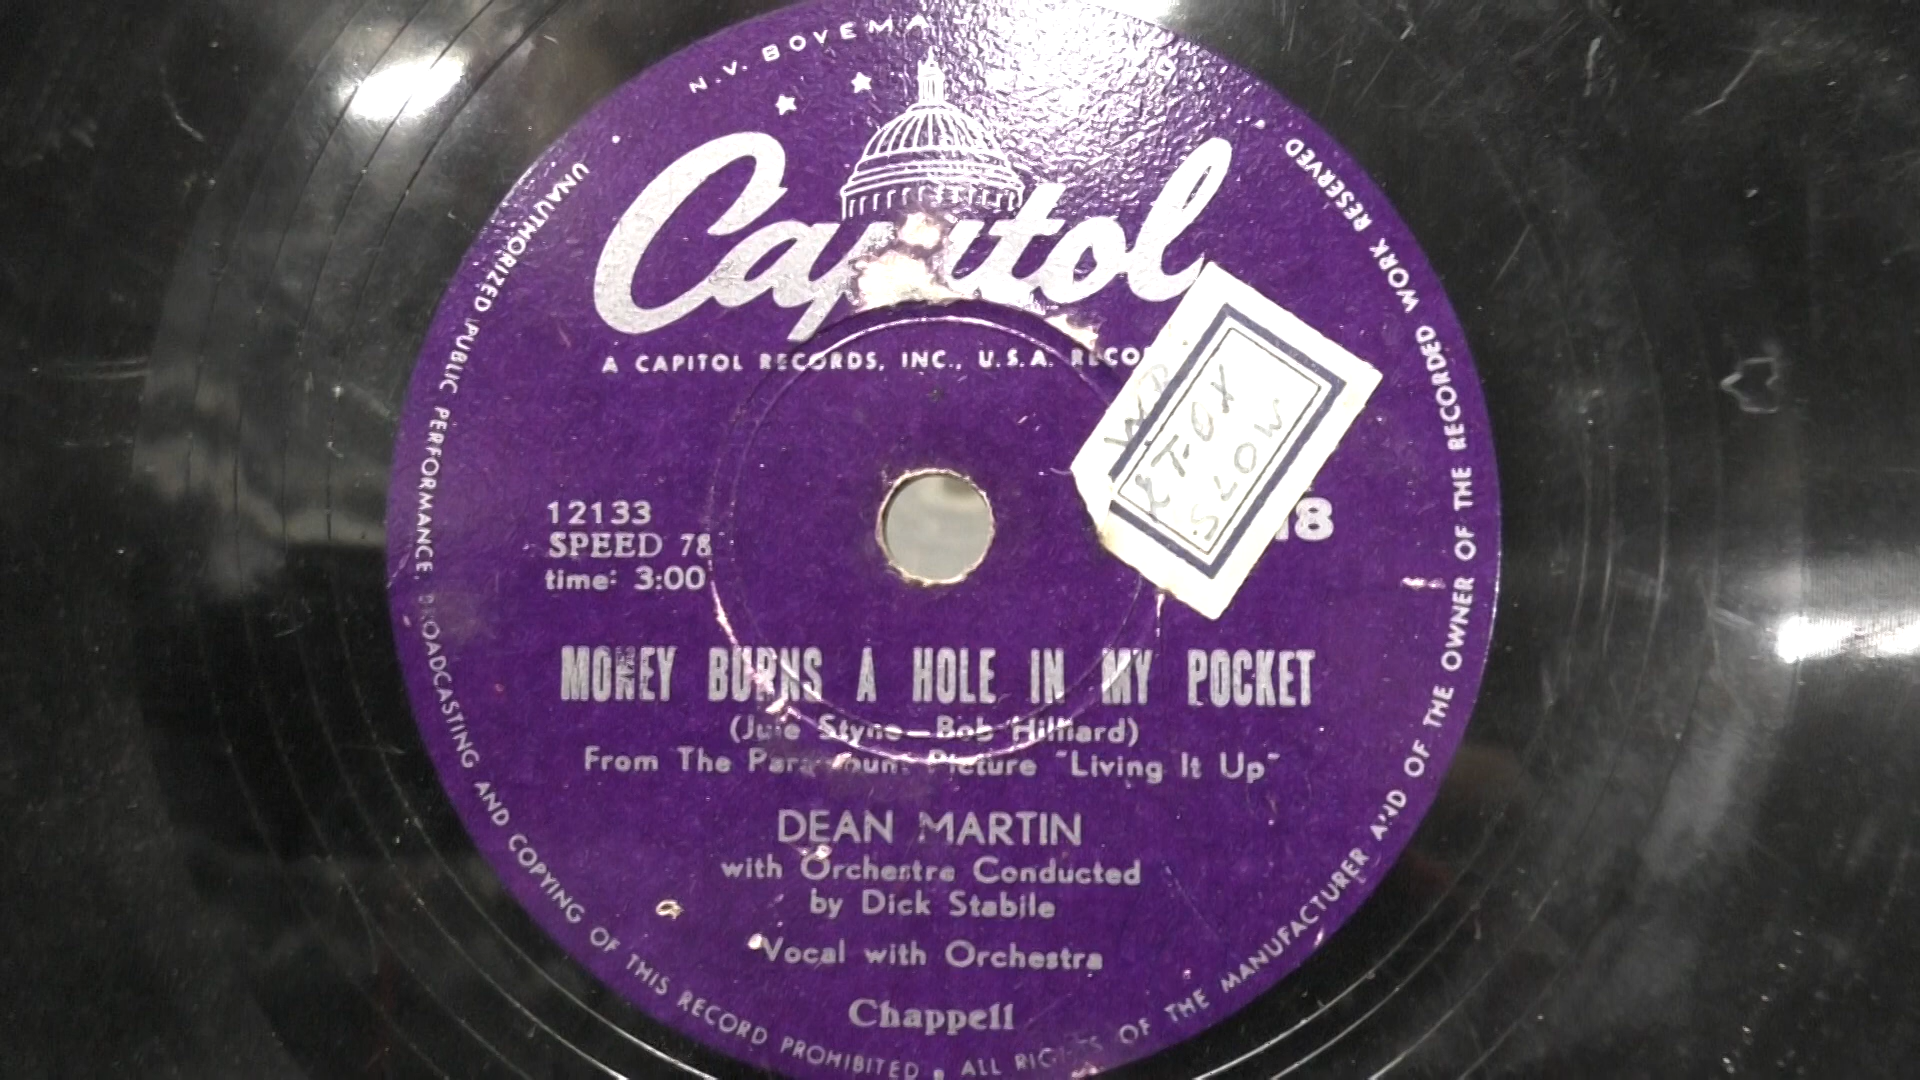 N.V. BOVEMA
Capitol
A CAPITOL RECORDS, INC., U.S.A.
KT-EX
SLOW
12133
SPEED 78
time: 3:00
MONEY BURNS A HOLE IN MY POCKET
(Jule Styne—Bob Hilliard)
From The Paramount Picture "Living It Up"
DEAN MARTIN
with Orchestra Conducted
by Dick Stabile
Vocal with Orchestra
Chappell
UNAUTHORIZED PUBLIC PERFORMANCE, BROADCASTING AND COPYING OF THIS RECORD PROHIBITED • ALL RIGHTS OF THE MANUFACTURER AND OF THE OWNER OF THE RECORDED WORK RESERVED